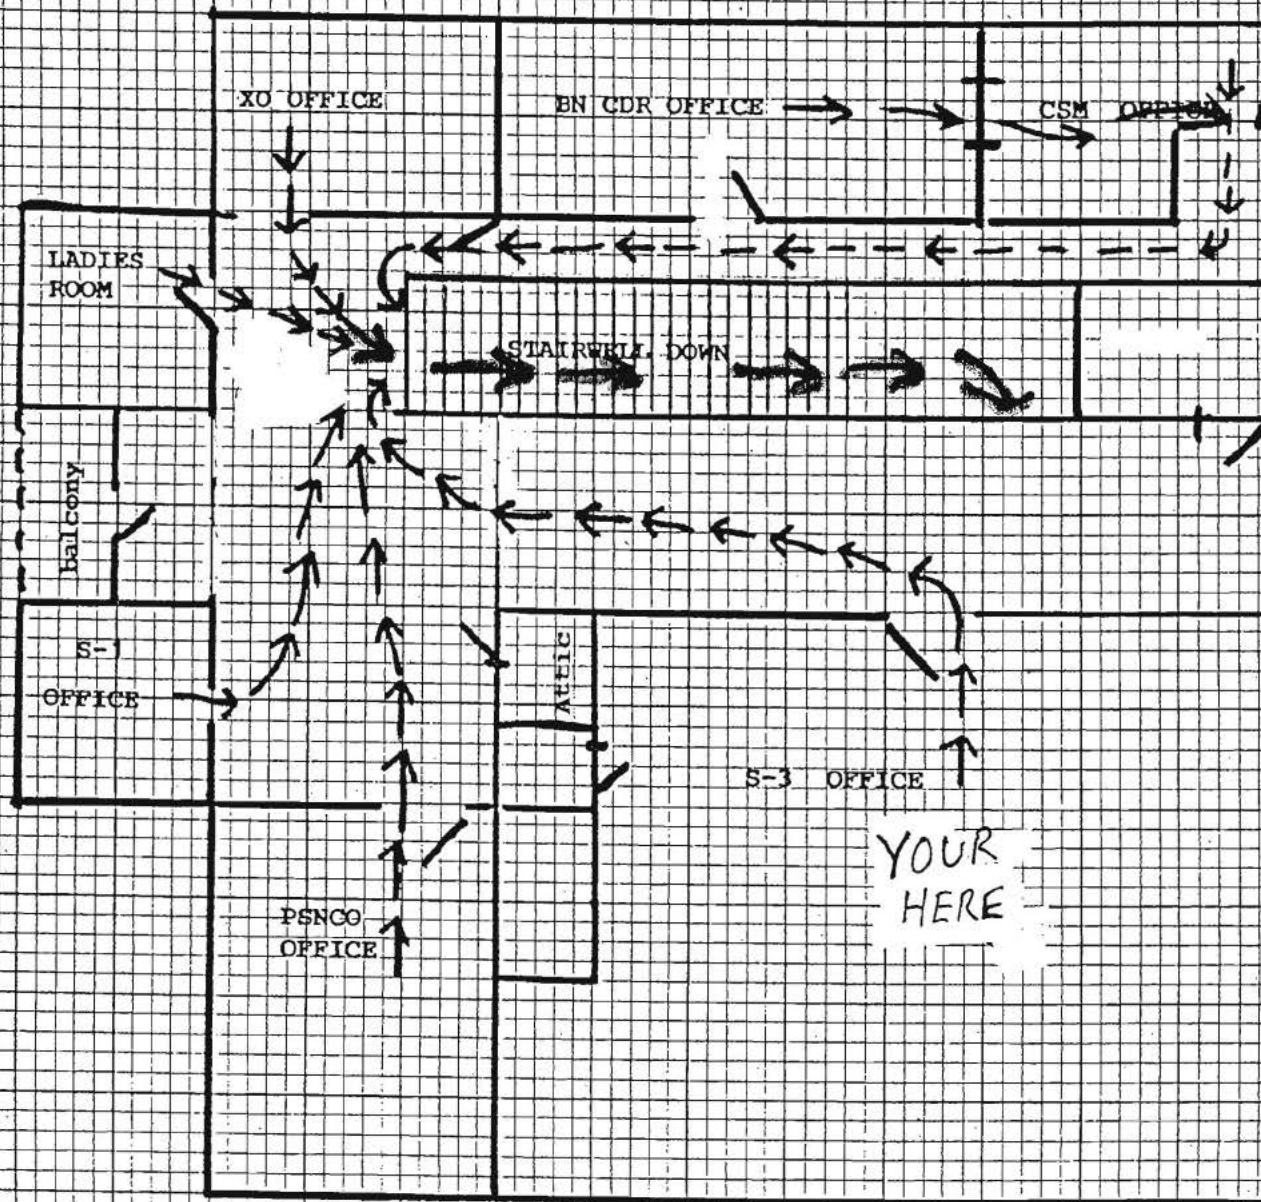 XO OFFICE
BN CDR OFFICE
CSM OFFICE
LADIES
ROOM
STAIRWELL DOWN
balcony
S-1
OFFICE
Attic
S-3 OFFICE
YOUR
HERE
PSNCO
OFFICE